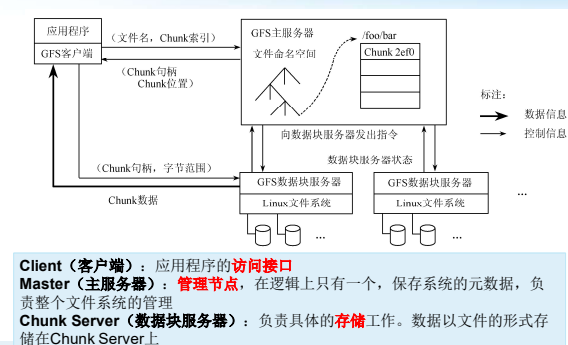 应用程序
GFS客户端
(文件名,Chunk索引)
(Chunk句柄
Chunk位置)
GFS主服务器
文件命名空间
/foo/bar
Chunk 2ef0
标注:
数据信息
控制信息
向数据块服务器发出指令
数据块服务器状态
(Chunk句柄,字节范围)
Chunk数据
GFS数据块服务器
Linux文件系统
...
GFS数据块服务器
Linux文件系统
...
...
Client(客户端):应用程序的访问接口
Master(主服务器):管理节点,在逻辑上只有一个,保存系统的元数据,负
责整个文件系统的管理
Chunk Server(数据块服务器):负责具体的存储工作。数据以文件的形式存
储在Chunk Server上